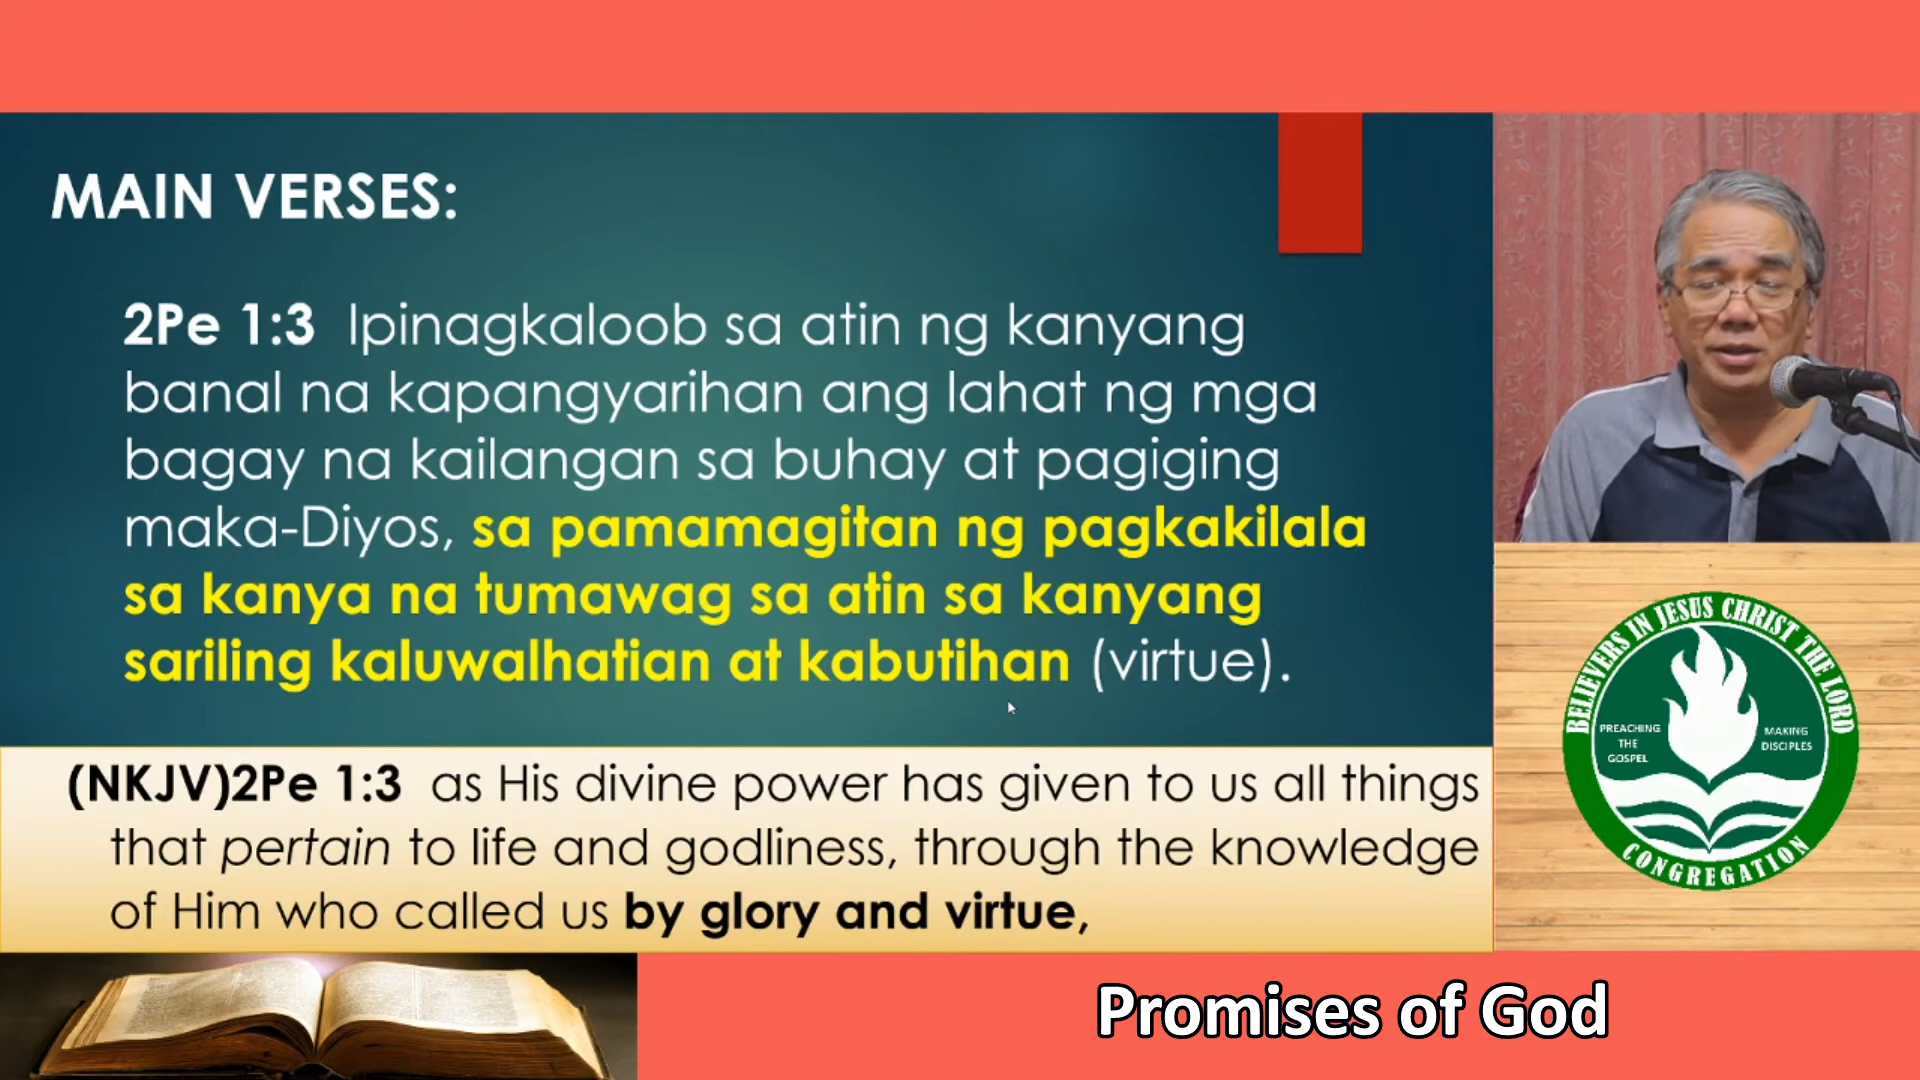 MAIN VERSES:
2Pe 1:3 Ipinagkaloob sa atin ng kanyang
banal na kapangyarihan ang lahat ng mga
bagay na kailangan sa buhay at pagiging
maka-Diyos, sa pamamagitan ng pagkakilala
sa kanya na tumawag sa atin sa kanyang
sariling kaluwalhatian at kabutihan (virtue).
(NKJV)2Pe 1:3 as His divine power has given to us all things
that pertain to life and godliness, through the knowledge
of Him who called us by glory and virtue,
BELIEVERS IN JESUS CHRIST THE LORD
PREACHING
THE
GOSPEL
MAKING
DISCIPLES
CONGREGATION
Promises of God